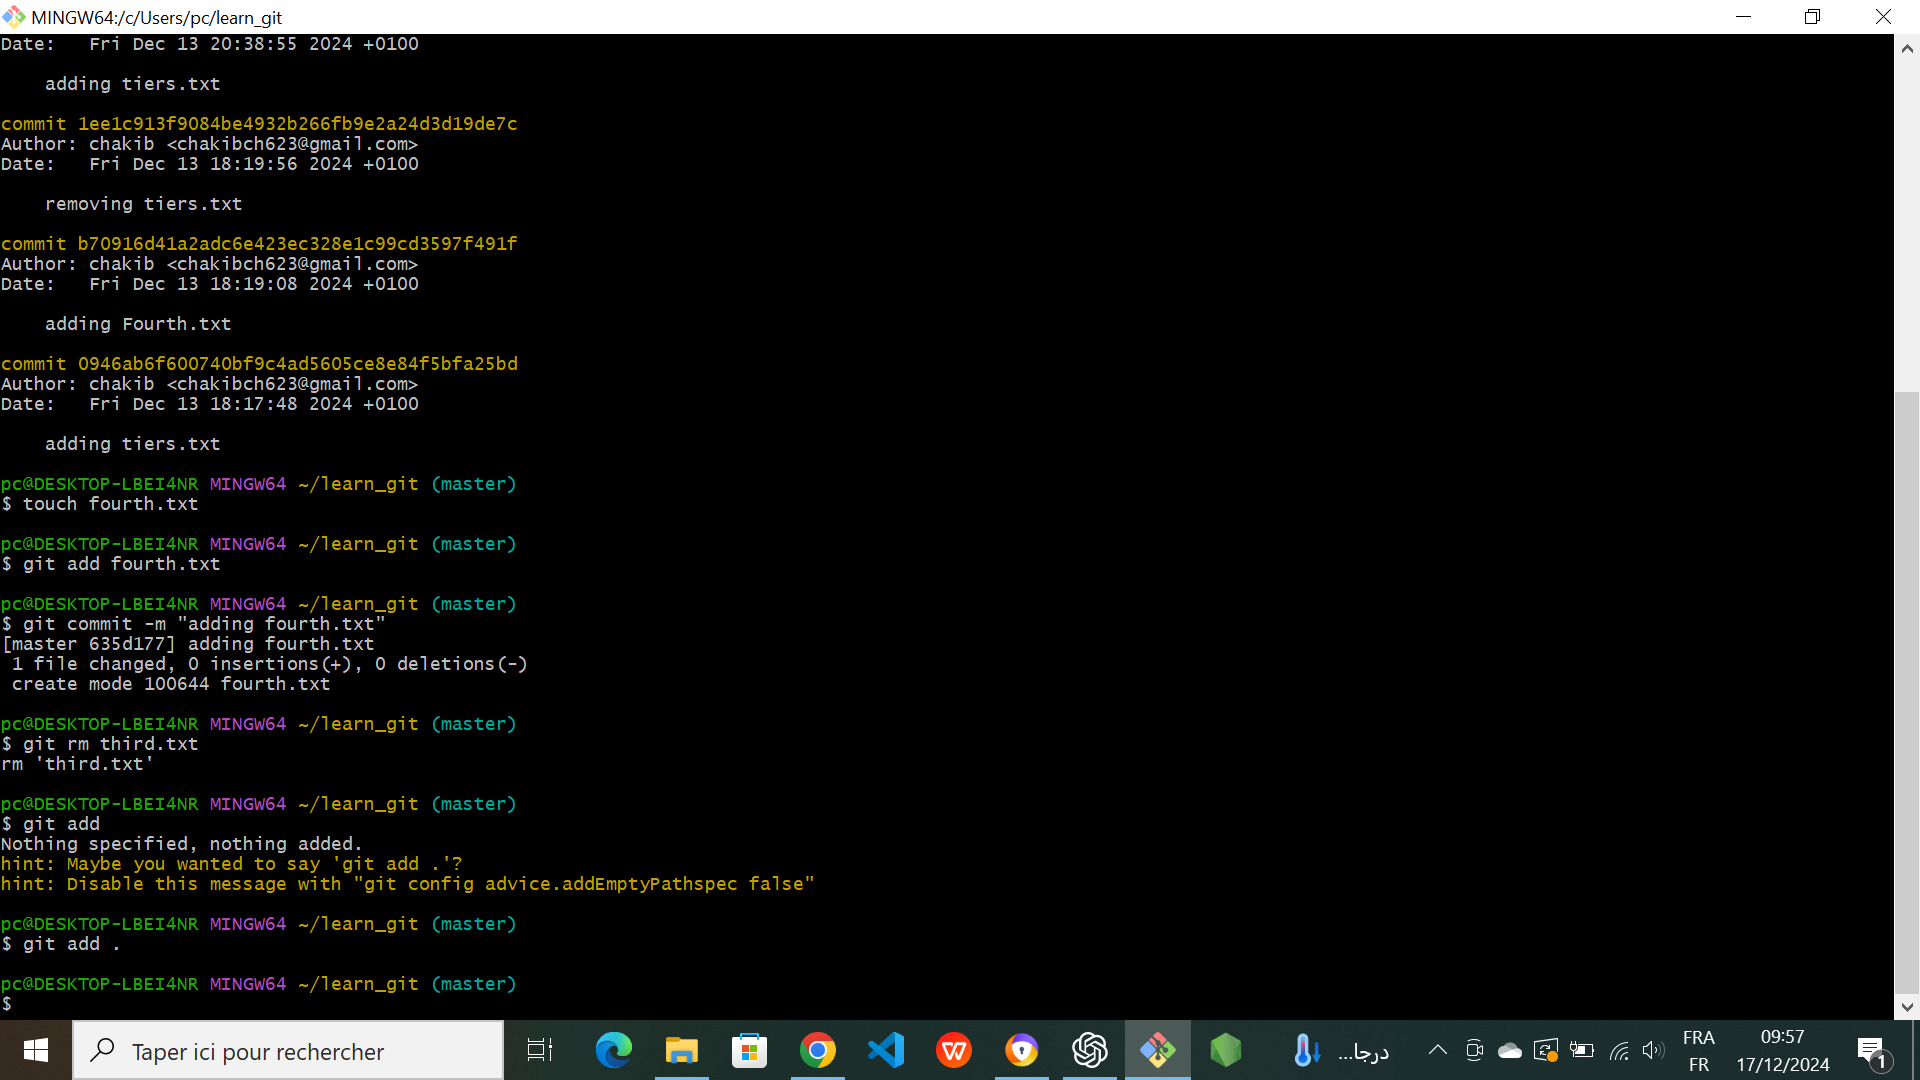 MINGW64:/c/Users/pc/learn_git
Date:   Fri Dec 13 20:38:55 2024 +0100
    adding tiers.txt
commit 1ee1c913f9084be4932b266fb9e2a24d3d19de7c
Author: chakib <chakibch623@gmail.com>
Date:   Fri Dec 13 18:19:56 2024 +0100
    removing tiers.txt
commit b70916d41a2adc6e423ec328e1c99cd3597f491f
Author: chakib <chakibch623@gmail.com>
Date:   Fri Dec 13 18:19:08 2024 +0100
    adding Fourth.txt
commit 0946ab6f600740bf9c4ad5605ce8e84f5bfa25bd
Author: chakib <chakibch623@gmail.com>
Date:   Fri Dec 13 18:17:48 2024 +0100
    adding tiers.txt
pc@DESKTOP-LBEI4NR MINGW64 ~/learn_git (master)
$ touch fourth.txt
pc@DESKTOP-LBEI4NR MINGW64 ~/learn_git (master)
$ git add fourth.txt
pc@DESKTOP-LBEI4NR MINGW64 ~/learn_git (master)
$ git commit -m "adding fourth.txt"
[master 635d177] adding fourth.txt
 1 file changed, 0 insertions(+), 0 deletions(-)
 create mode 100644 fourth.txt
pc@DESKTOP-LBEI4NR MINGW64 ~/learn_git (master)
$ git rm third.txt
rm 'third.txt'
pc@DESKTOP-LBEI4NR MINGW64 ~/learn_git (master)
$ git add
Nothing specified, nothing added.
hint: Maybe you wanted to say 'git add .'?
hint: Disable this message with "git config advice.addEmptyPathspec false"
pc@DESKTOP-LBEI4NR MINGW64 ~/learn_git (master)
$ git add .
pc@DESKTOP-LBEI4NR MINGW64 ~/learn_git (master)
$
Taper ici pour rechercher
درجا...
FRA
FR
09:57
17/12/2024
1